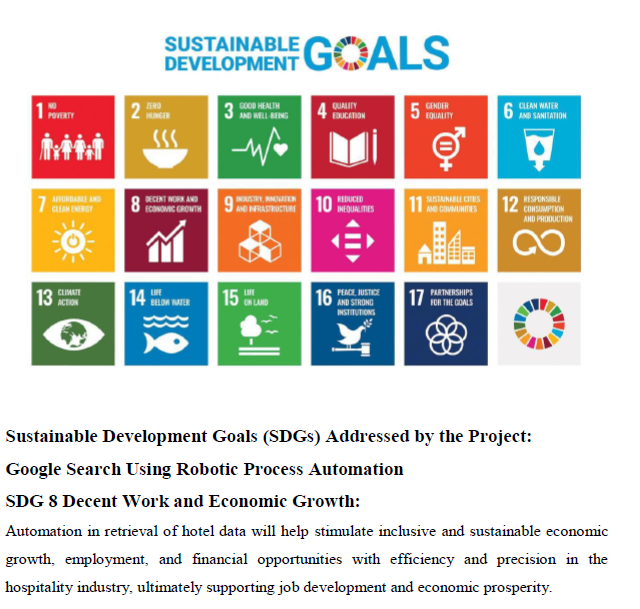 SUSTAINABLE
DEVELOPMENT GOALS
1 NO
POVERTY
2 ZERO
HUNGER
3 GOOD HEALTH
AND WELL-BEING
4 QUALITY
EDUCATION
5 GENDER
EQUALITY
6 CLEAN WATER
AND SANITATION
7 AFFORDABLE AND
CLEAN ENERGY
8 DECENT WORK AND
ECONOMIC GROWTH
9 INDUSTRY, INNOVATION
AND INFRASTRUCTURE
10 REDUCED
INEQUALITIES
11 SUSTAINABLE CITIES
AND COMMUNITIES
12 RESPONSIBLE
CONSUMPTION
AND PRODUCTION
13 CLIMATE
ACTION
14 LIFE
BELOW WATER
15 LIFE
ON LAND
16 PEACE, JUSTICE
AND STRONG
INSTITUTIONS
17 PARTNERSHIPS
FOR THE GOALS
Sustainable Development Goals (SDGs) Addressed by the Project:
Google Search Using Robotic Process Automation
SDG 8 Decent Work and Economic Growth:
Automation in retrieval of hotel data will help stimulate inclusive and sustainable economic
growth, employment, and financial opportunities with efficiency and precision in the
hospitality industry, ultimately supporting job development and economic prosperity.